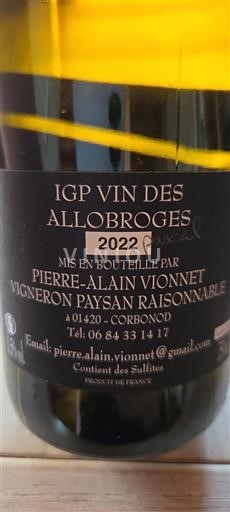 IGP VIN DES
ALLOBROGES
2022
VINTOU
MIS EN BOUTEILLE PAR
PIERRE-ALAIN VIONNET
VIGNERON PAYSAN RAISONNABLE
à 01420 - CORBONOD
Tél: 06 84 33 14 17
Email: pierre.alain.vionnet@gmail.com
Contient des Sulfites
PRODUIT DE FRANCE